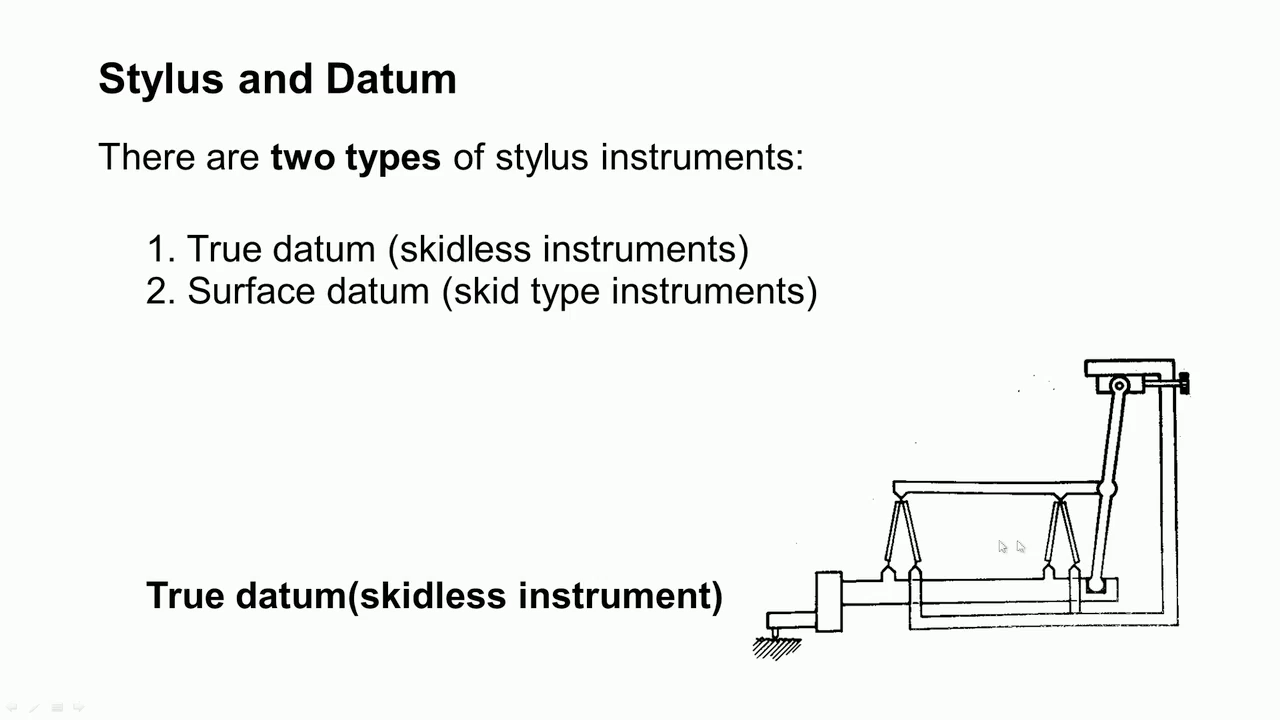 Stylus and Datum
There are two types of stylus instruments:
1. True datum (skidless instruments)
2. Surface datum (skid type instruments)
True datum(skidless instrument)